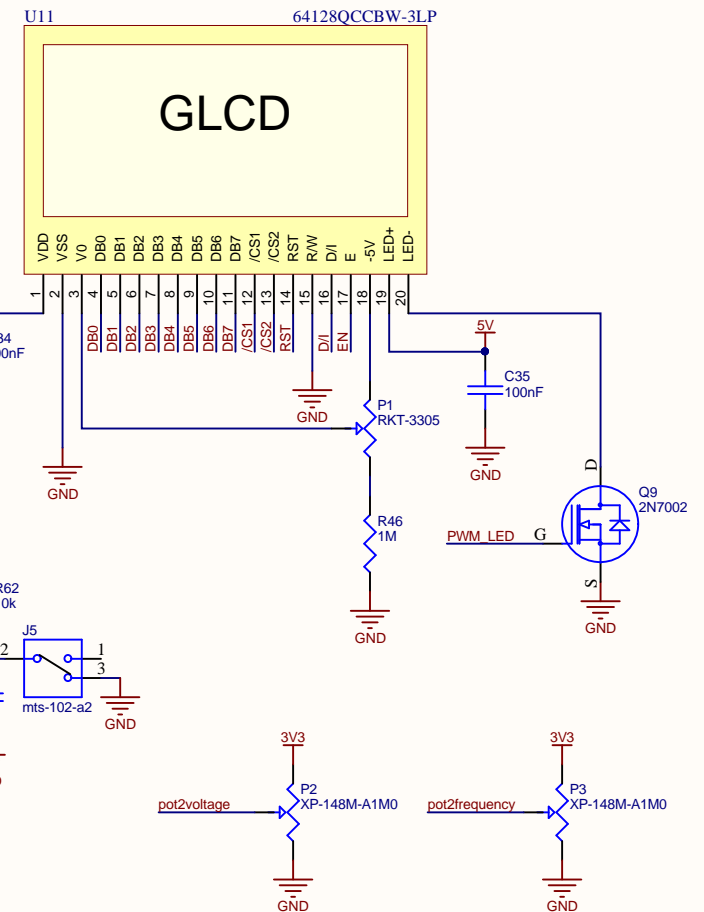 U11 64128QCCBW-3LP
GLCD
VDD VSS V0 DB0 DB1 DB2 DB3 DB4 DB5 DB6 DB7 /CS1 /CS2 RST R/W D/I E -5V LED+ LED-
1 2 3 4 5 6 7 8 9 10 11 12 13 14 15 16 17 18 19 20
DB0 DB1 DB2 DB3 DB4 DB5 DB6 DB7 /CS1 /CS2 RST D/I EN
5V
C35
100nF
GND
GND
P1
RKT-3305
GND
R46
1M
GND
D
Q9
2N7002
PWM_LED G
S
GND
J5
2 1
3
mts-102-a2
GND
3V3
P2
XP-148M-A1M0
pot2voltage
GND
3V3
P3
XP-148M-A1M0
pot2frequency
GND